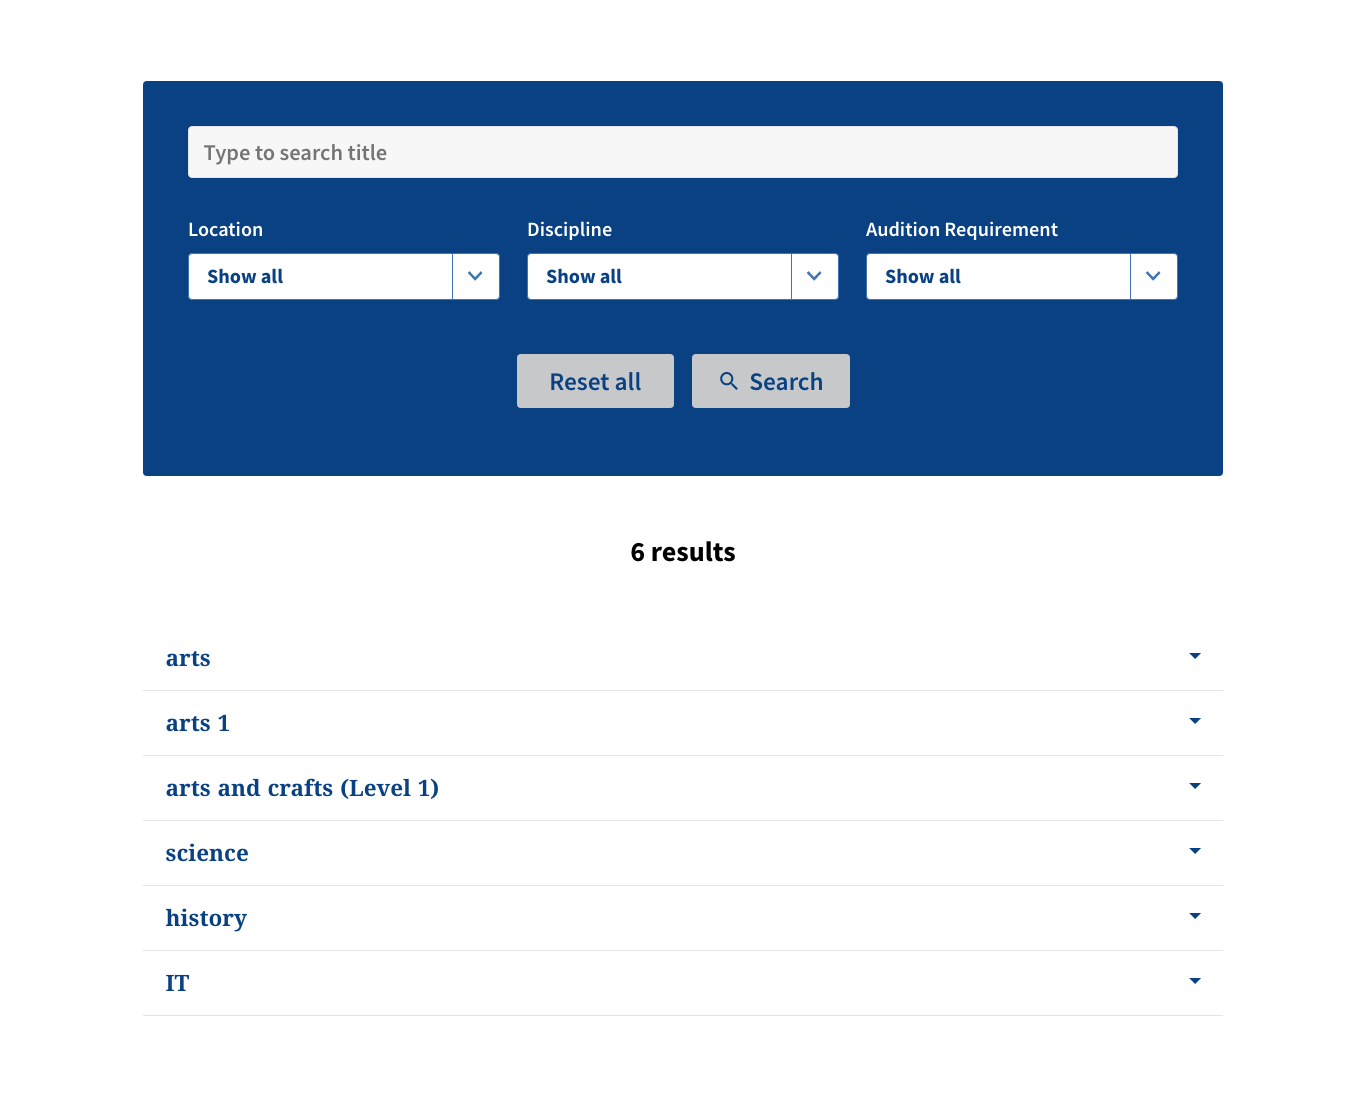 Type to search title
Location Discipline Audition Requirement
Show all Show all Show all
Reset all Search
6 results
arts
arts 1
arts and crafts (Level 1)
science
history
IT